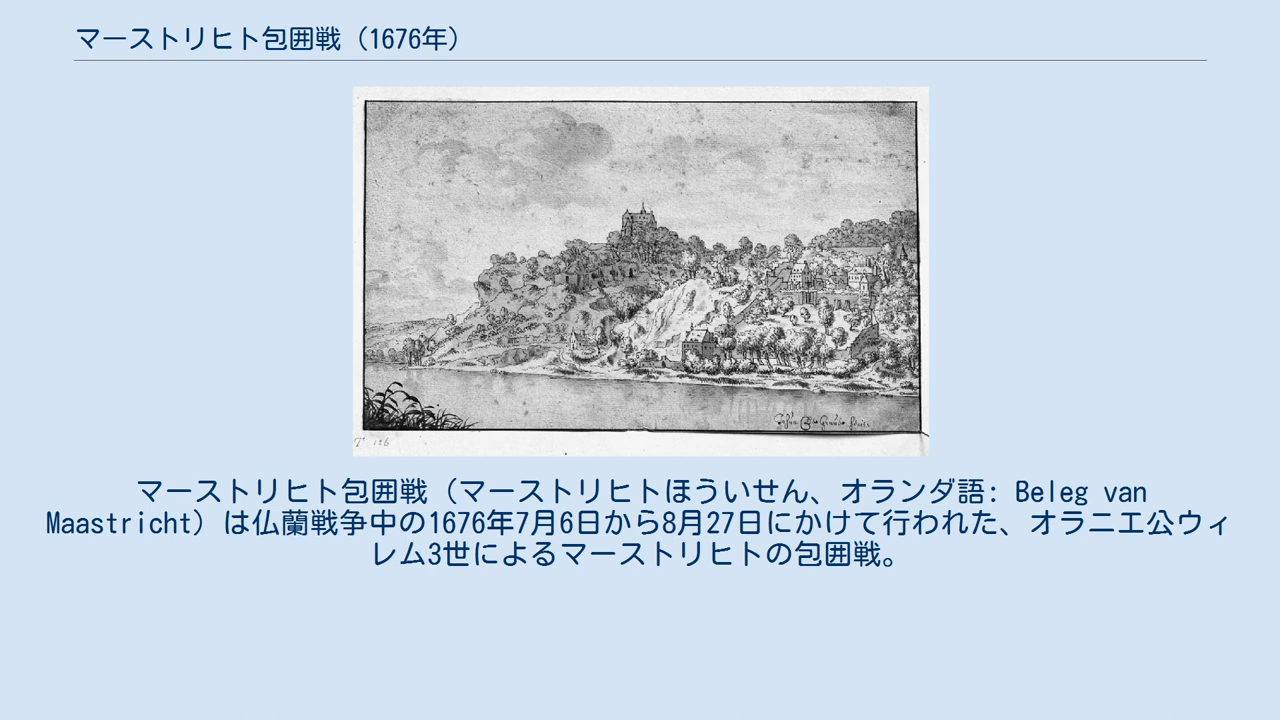 マーストリヒト包囲戦（1676年）
マーストリヒト包囲戦（マーストリヒトほういせん、オランダ語: Beleg van
Maastricht）は仏蘭戦争中の1676年7月6日から8月27日にかけて行われた、オラニエ公ウィ
レム3世によるマーストリヒトの包囲戦。